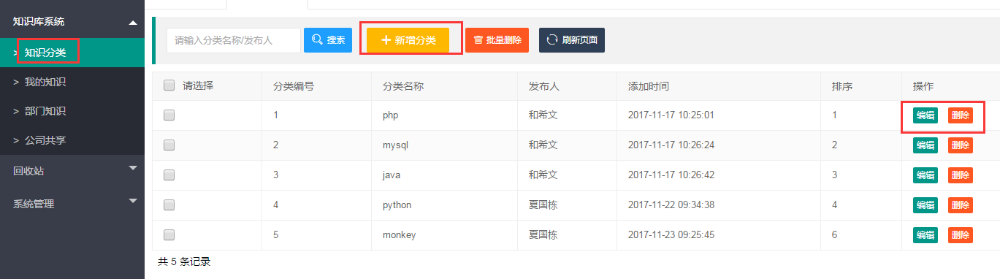 知识库系统
> 知识分类
> 我的知识
> 部门知识
> 公司共享
回收站
系统管理
请输入分类名称/发布人 搜索 新增分类 批量删除 刷新页面
请选择 分类编号 分类名称 发布人 添加时间 排序 操作
1 php 和希文 2017-11-17 10:25:01 1 编辑 删除
2 mysql 和希文 2017-11-17 10:26:24 2 编辑 删除
3 java 和希文 2017-11-17 10:26:42 3 编辑 删除
4 python 夏国栋 2017-11-22 09:34:38 4 编辑 删除
5 monkey 夏国栋 2017-11-23 09:25:45 6 编辑 删除
共 5 条记录